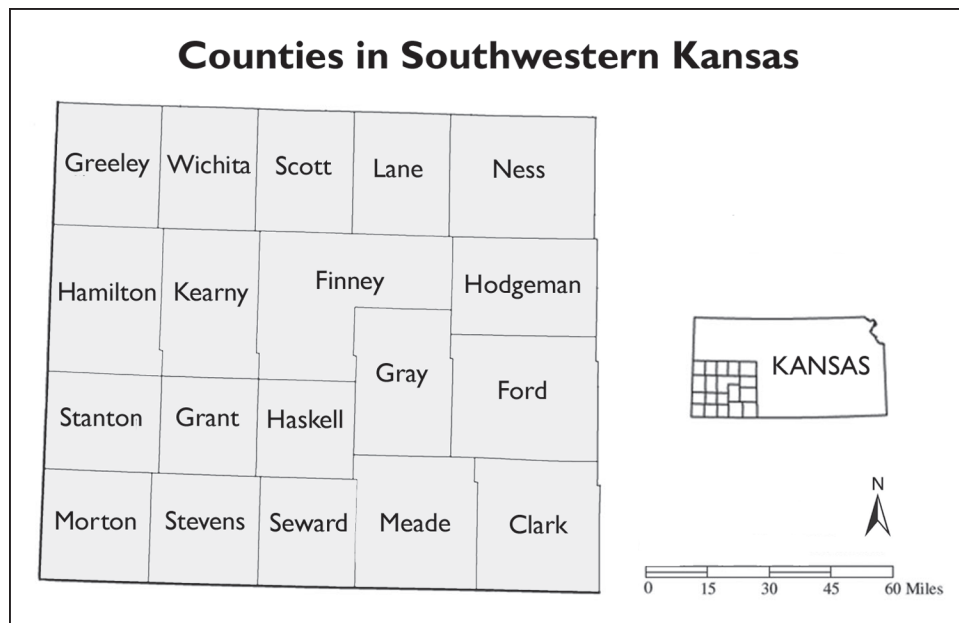 Counties in Southwestern Kansas
Greeley Wichita Scott Lane Ness
Hamilton Kearny Finney Hodgeman
Gray Ford
Stanton Grant Haskell
Morton Stevens Seward Meade Clark
KANSAS
N
0 15 30 45 60 Miles